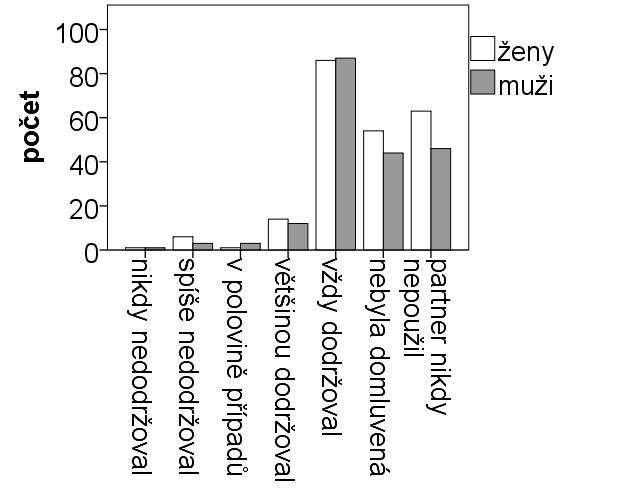 počet
100
80
60
40
20
0
nikdy nedodržoval
spíše nedodržoval
v polovině případů
většinou dodržoval
vždy dodržoval
nebyla domluvená
partner nikdy
nepoužil
ženy
muži